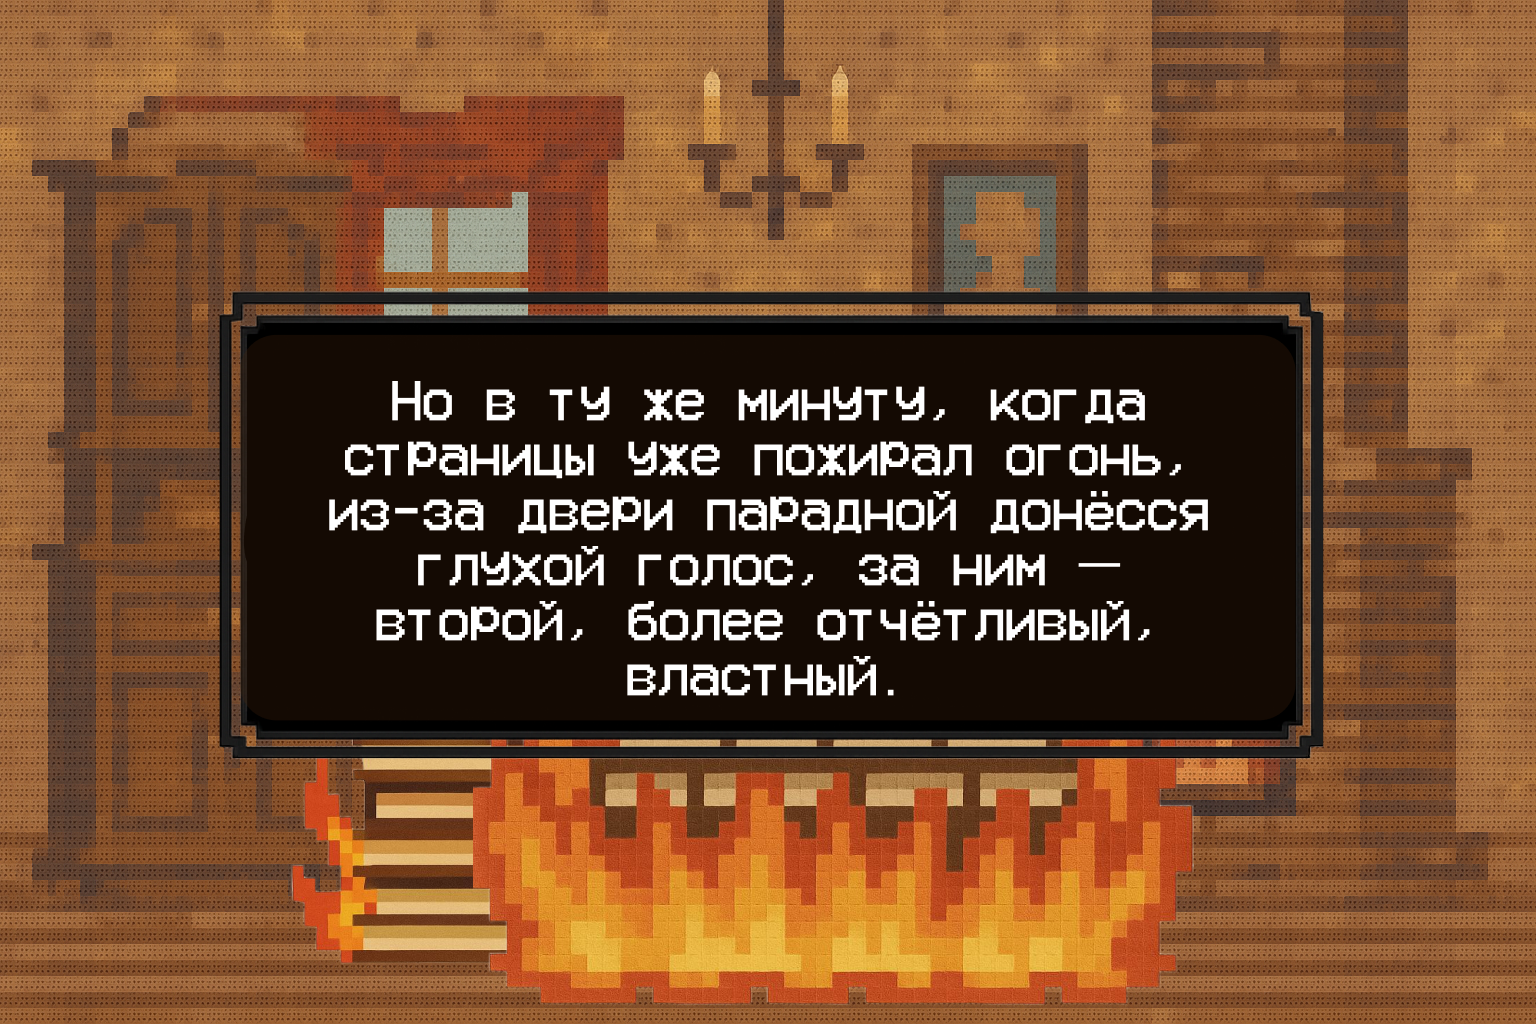 Но в ту же минуту, когда
страницы уже пожирал огонь,
из-за двери парадной донёсся
глухой голос, за ним —
второй, более отчётливый,
властный.